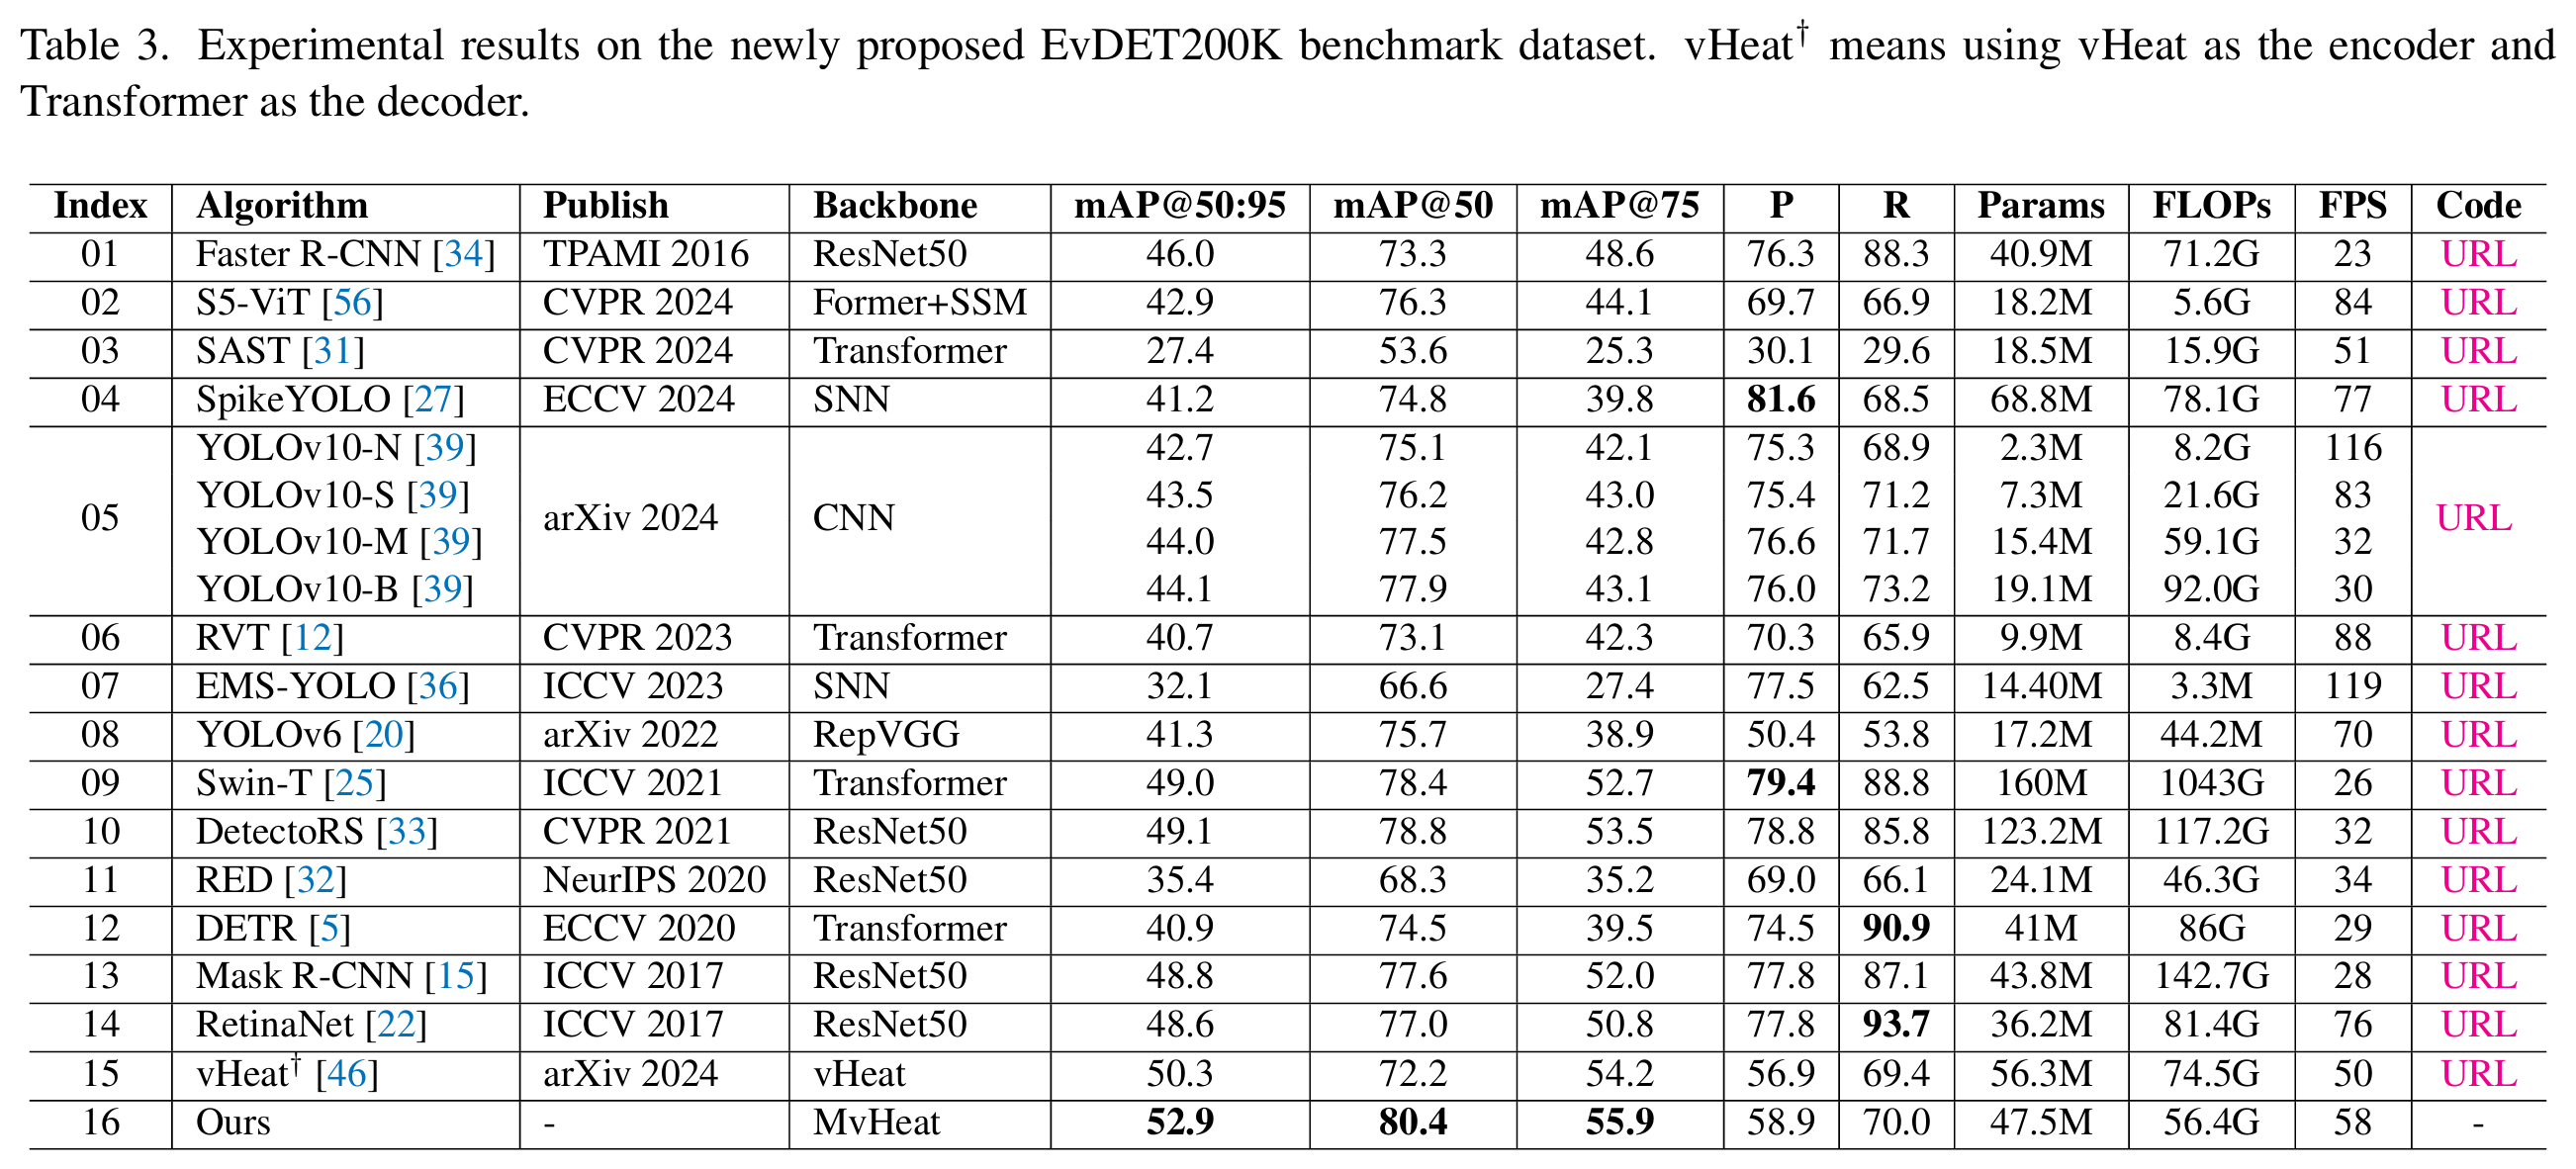 Table 3. Experimental results on the newly proposed EvDET200K benchmark dataset. vHeat† means using vHeat as the encoder and
Transformer as the decoder.
Index Algorithm Publish Backbone mAP@50:95 mAP@50 mAP@75 P R Params FLOPs FPS Code
01 Faster R-CNN [34] TPAMI 2016 ResNet50 46.0 73.3 48.6 76.3 88.3 40.9M 71.2G 23 URL
02 S5-ViT [56] CVPR 2024 Former+SSM 42.9 76.3 44.1 69.7 66.9 18.2M 5.6G 84 URL
03 SAST [31] CVPR 2024 Transformer 27.4 53.6 25.3 30.1 29.6 18.5M 15.9G 51 URL
04 SpikeYOLO [27] ECCV 2024 SNN 41.2 74.8 39.8 81.6 68.5 68.8M 78.1G 77 URL
YOLOv10-N [39] 42.7 75.1 42.1 75.3 68.9 2.3M 8.2G 116
YOLOv10-S [39] 43.5 76.2 43.0 75.4 71.2 7.3M 21.6G 83
05 arXiv 2024 CNN URL
YOLOv10-M [39] 44.0 77.5 42.8 76.6 71.7 15.4M 59.1G 32
YOLOv10-B [39] 44.1 77.9 43.1 76.0 73.2 19.1M 92.0G 30
06 RVT [12] CVPR 2023 Transformer 40.7 73.1 42.3 70.3 65.9 9.9M 8.4G 88 URL
07 EMS-YOLO [36] ICCV 2023 SNN 32.1 66.6 27.4 77.5 62.5 14.40M 3.3M 119 URL
08 YOLOv6 [20] arXiv 2022 RepVGG 41.3 75.7 38.9 50.4 53.8 17.2M 44.2M 70 URL
09 Swin-T [25] ICCV 2021 Transformer 49.0 78.4 52.7 79.4 88.8 160M 1043G 26 URL
10 DetectoRS [33] CVPR 2021 ResNet50 49.1 78.8 53.5 78.8 85.8 123.2M 117.2G 32 URL
11 RED [32] NeurIPS 2020 ResNet50 35.4 68.3 35.2 69.0 66.1 24.1M 46.3G 34 URL
12 DETR [5] ECCV 2020 Transformer 40.9 74.5 39.5 74.5 90.9 41M 86G 29 URL
13 Mask R-CNN [15] ICCV 2017 ResNet50 48.8 77.6 52.0 77.8 87.1 43.8M 142.7G 28 URL
14 RetinaNet [22] ICCV 2017 ResNet50 48.6 77.0 50.8 77.8 93.7 36.2M 81.4G 76 URL
15 vHeat† [46] arXiv 2024 vHeat 50.3 72.2 54.2 56.9 69.4 56.3M 74.5G 50 URL
16 Ours - MvHeat 52.9 80.4 55.9 58.9 70.0 47.5M 56.4G 58 -